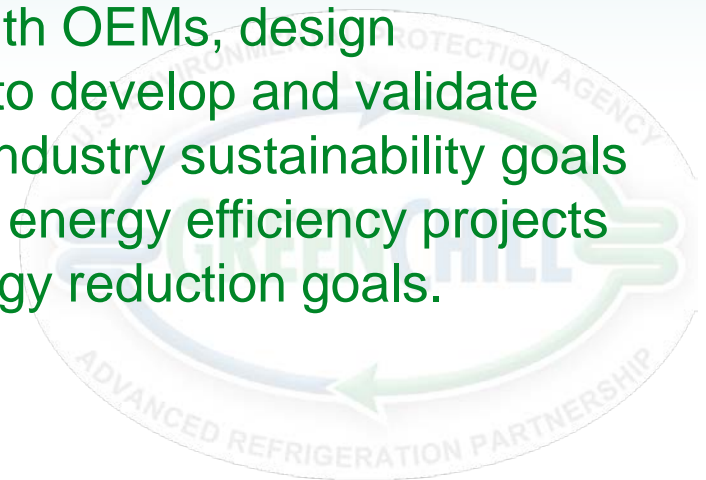 th OEMs, design
to develop and validate
ndustry sustainability goals
energy efficiency projects
gy reduction goals.
U.S. ENVIRONMENTAL PROTECTION AGENCY
GREENCHILL
ADVANCED REFRIGERATION PARTNERSHIP